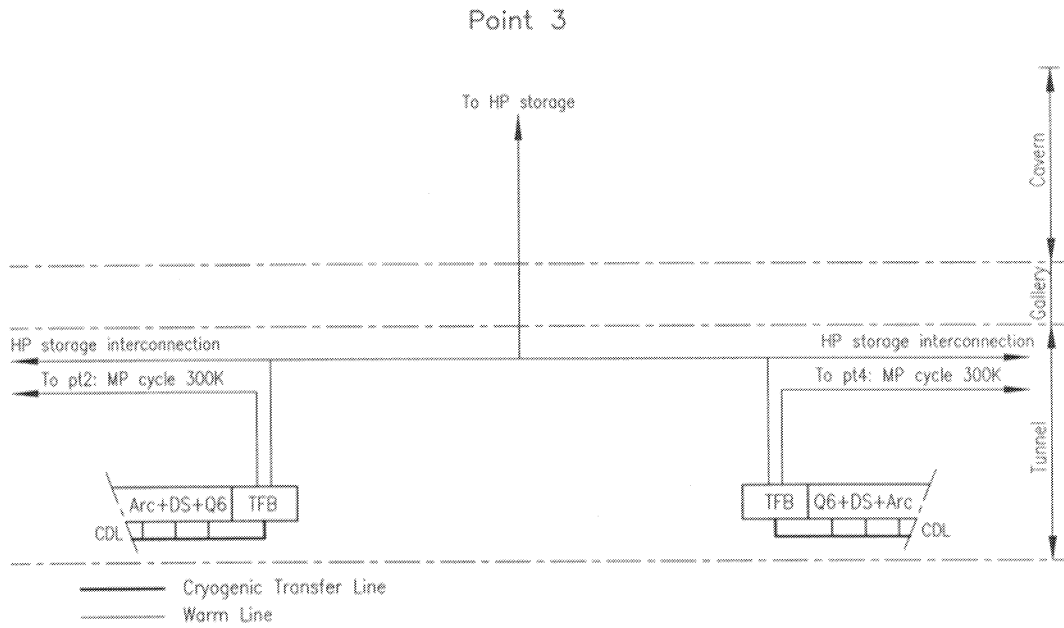 Point 3
To HP storage
Cavern
Gallery
HP storage interconnection
HP storage interconnection
To pt2: MP cycle 300K
To pt4: MP cycle 300K
Tunnel
Arc+DS+Q6
TFB
TFB
Q6+DS+Arc
CDL
CDL
Cryogenic Transfer Line
Warm Line